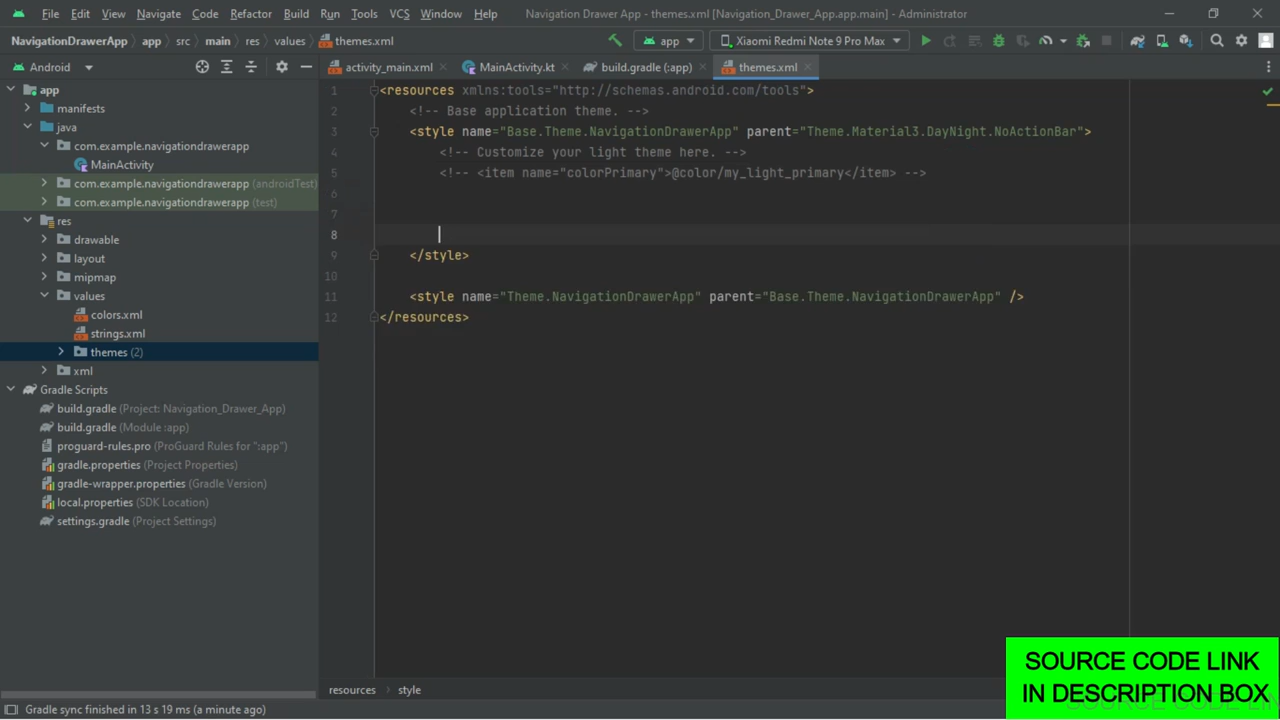 File Edit View Navigate Code Refactor Build Run Tools VCS Window Help Navigation Drawer App - themes.xml [Navigation_Drawer_App.app.main] - Administrator
NavigationDrawerApp app src main res values themes.xml app Xiaomi Redmi Note 9 Pro Max
Android activity_main.xml MainActivity.kt build.gradle (:app) themes.xml
app
manifests
java
com.example.navigationdrawerapp
MainActivity
com.example.navigationdrawerapp (androidTest)
com.example.navigationdrawerapp (test)
res
drawable
layout
mipmap
values
colors.xml
strings.xml
themes (2)
xml
Gradle Scripts
build.gradle (Project: Navigation_Drawer_App)
build.gradle (Module :app)
proguard-rules.pro (ProGuard Rules for ":app")
gradle.properties (Project Properties)
gradle-wrapper.properties (Gradle Version)
local.properties (SDK Location)
settings.gradle (Project Settings)
1 <resources xmlns:tools="http://schemas.android.com/tools">
2 <!-- Base application theme. -->
3 <style name="Base.Theme.NavigationDrawerApp" parent="Theme.Material3.DayNight.NoActionBar">
4 <!-- Customize your light theme here. -->
5 <!-- <item name="colorPrimary">@color/my_light_primary</item> -->
6
7
8
9 </style>
10
11 <style name="Theme.NavigationDrawerApp" parent="Base.Theme.NavigationDrawerApp" />
12 </resources>
SOURCE CODE LINK
IN DESCRIPTION BOX
resources style
Gradle sync finished in 13 s 19 ms (a minute ago)